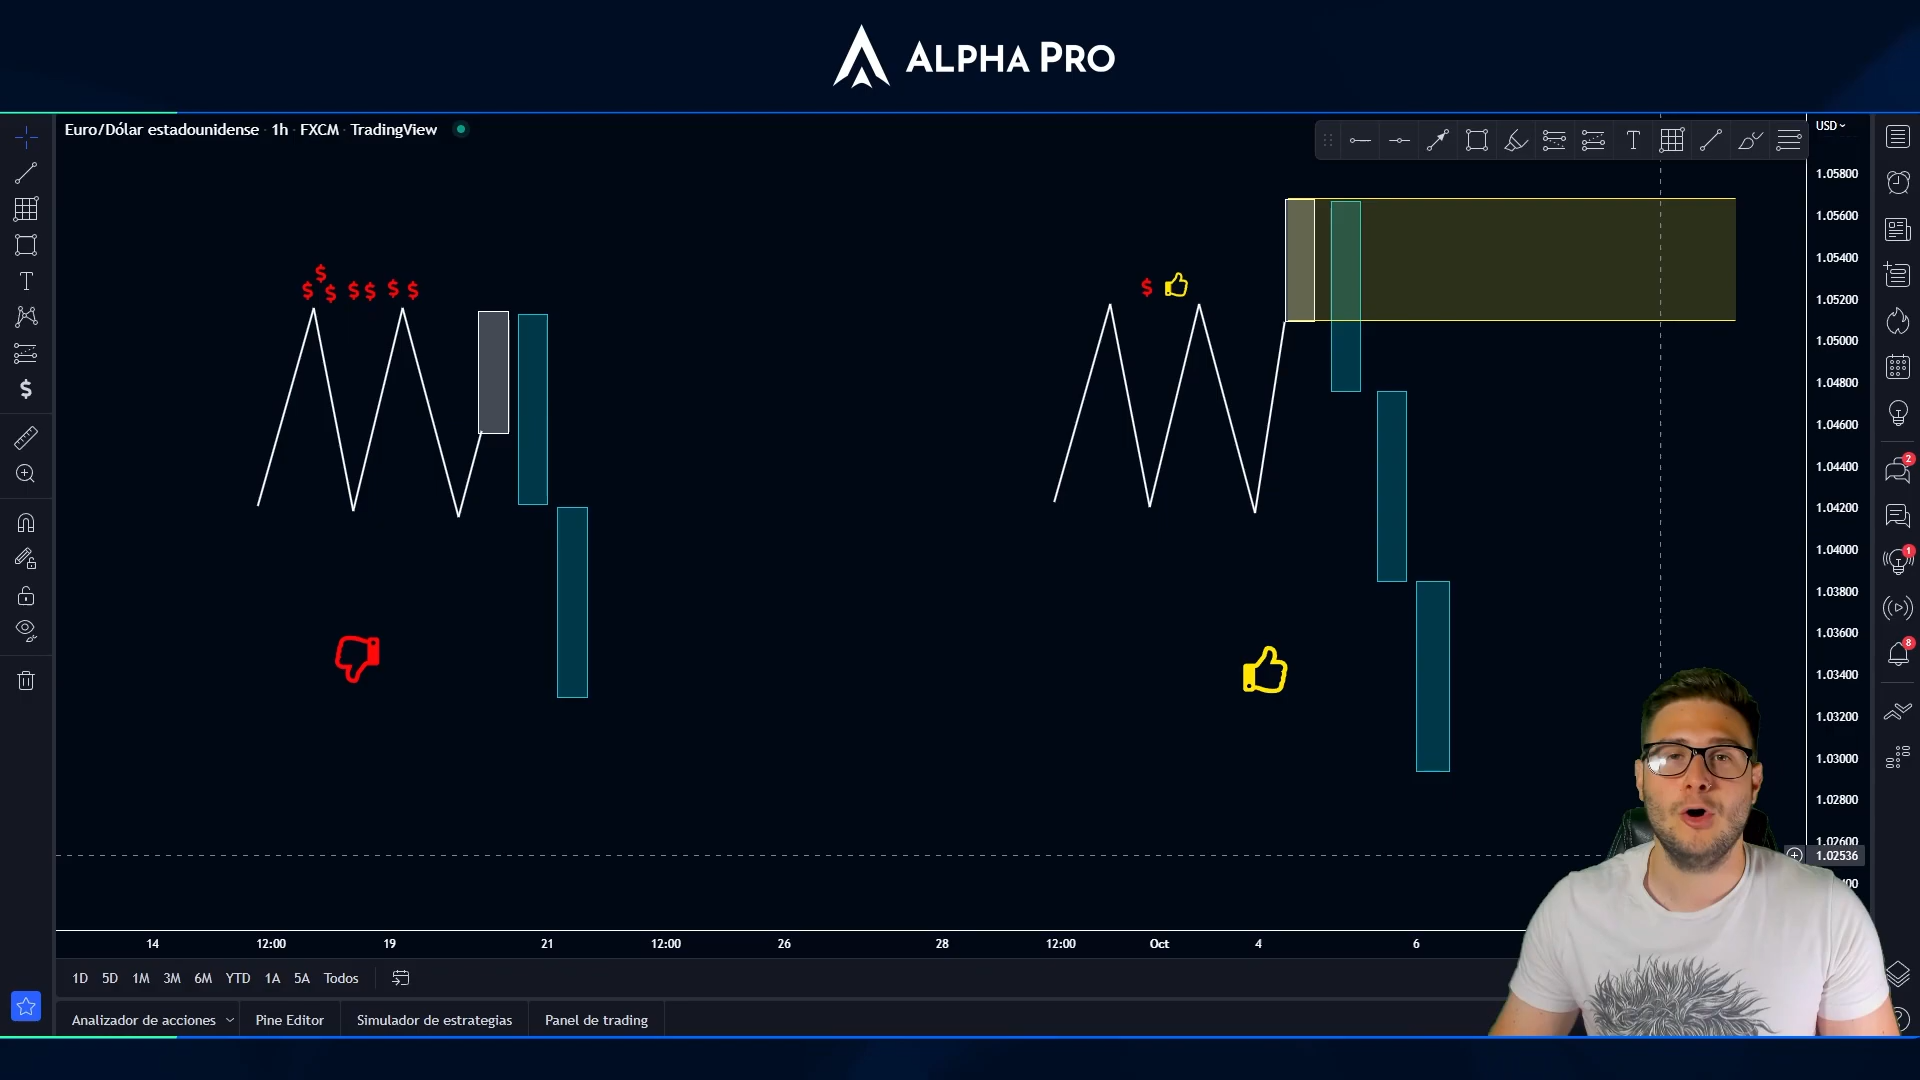 ALPHA PRO
Euro/Dólar estadounidense · 1h · FXCM · TradingView
USD
1.05800
1.05600
1.05400
1.05200
1.05000
1.04800
1.04600
1.04400
1.04200
1.04000
1.03800
1.03600
1.03400
1.03200
1.03000
1.02800
1.02600
1.02536
$
$ $ $ $ $ $
$
T
T
$
2
1
8
14 12:00 19 21 12:00 26 28 12:00 Oct 4 6
1D 5D 1M 3M 6M YTD 1A 5A Todos
Analizador de acciones Pine Editor Simulador de estrategias Panel de trading